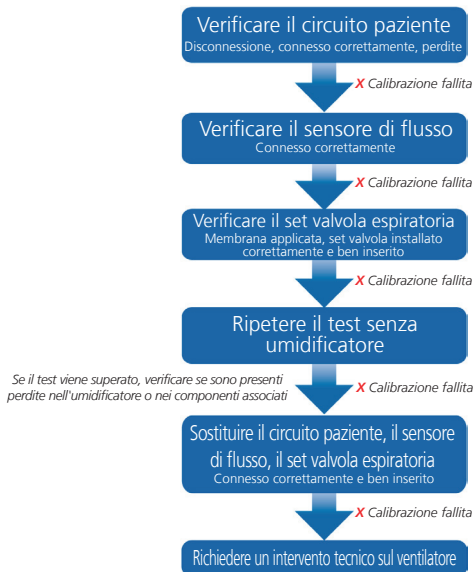 Verificare il circuito paziente
Disconnessione, connesso correttamente, perdite
X Calibrazione fallita
Verificare il sensore di flusso
Connesso correttamente
X Calibrazione fallita
Verificare il set valvola espiratoria
Membrana applicata, set valvola installato
correttamente e ben inserito
X Calibrazione fallita
Ripetere il test senza
umidificatore
Se il test viene superato, verificare se sono presenti
perdite nell'umidificatore o nei componenti associati
X Calibrazione fallita
Sostituire il circuito paziente, il sensore
di flusso, il set valvola espiratoria
Connesso correttamente e ben inserito
X Calibrazione fallita
Richiedere un intervento tecnico sul ventilatore